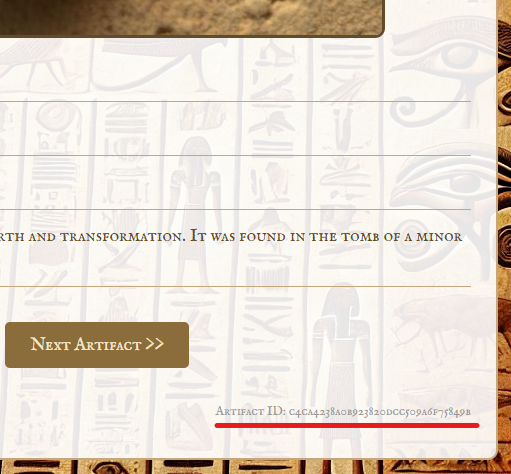 rth and transformation. It was found in the tomb of a minor
Next Artifact >>
Artifact ID: c4ca4238a0b923820dcc509a6f75849b